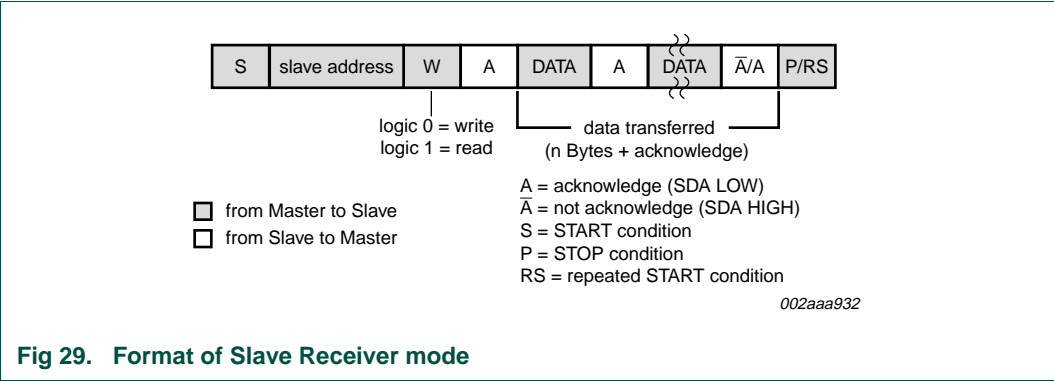 S slave address W A DATA A DATA A̅/A P/RS
logic 0 = write
logic 1 = read
data transferred
(n Bytes + acknowledge)
A = acknowledge (SDA LOW)
A̅ = not acknowledge (SDA HIGH)
S = START condition
P = STOP condition
RS = repeated START condition
from Master to Slave
from Slave to Master
002aaa932
Fig 29. Format of Slave Receiver mode